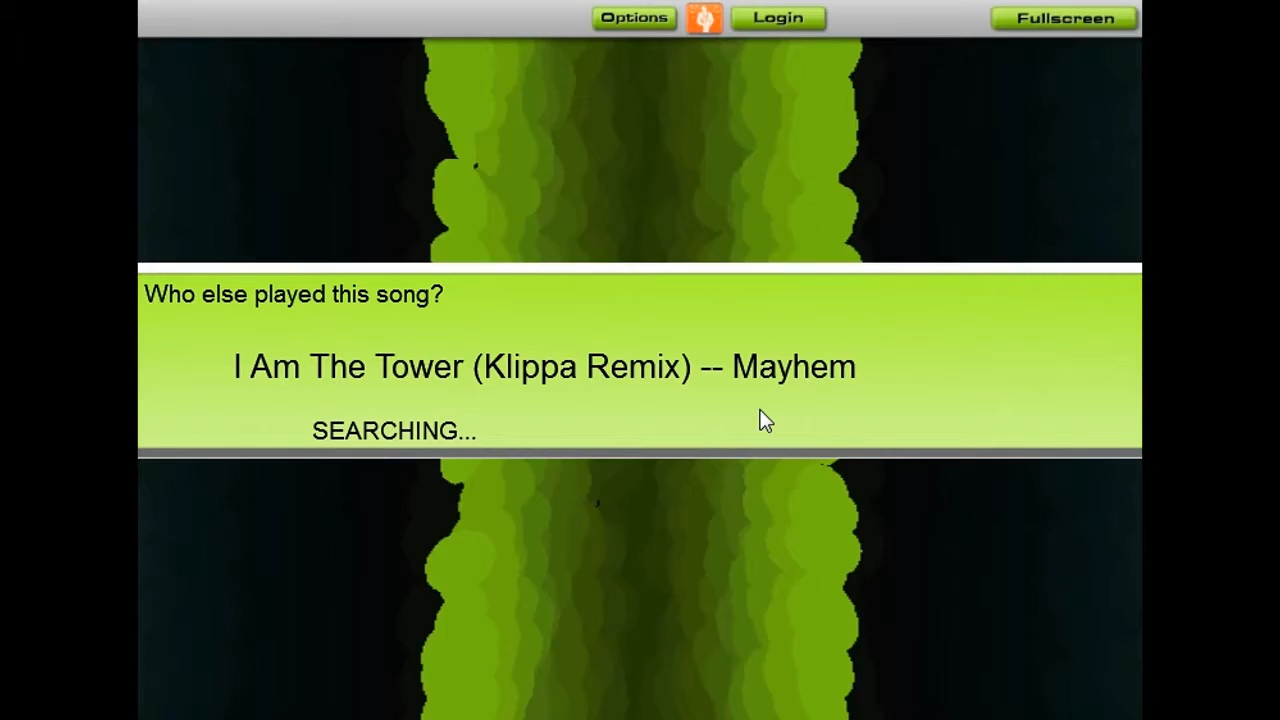 Options Login Fullscreen
Who else played this song?
I Am The Tower (Klippa Remix) -- Mayhem
SEARCHING...